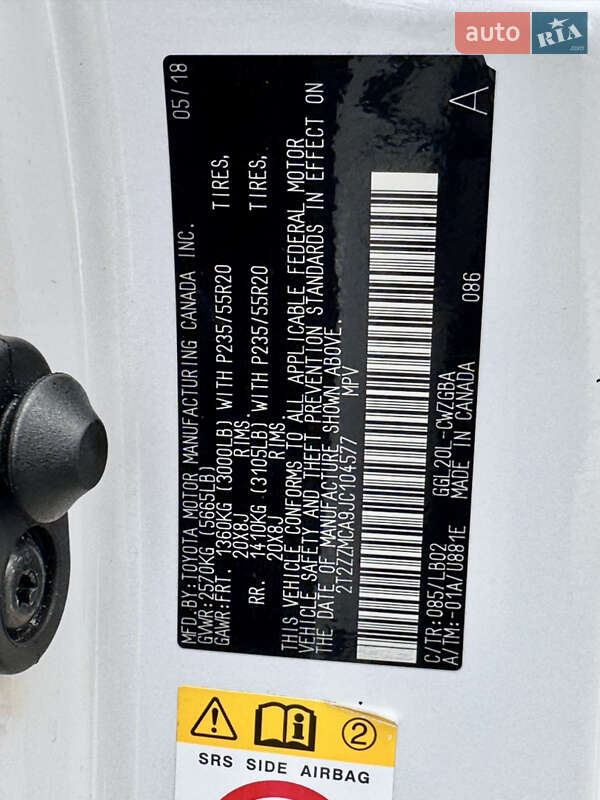 auto RIA .com
05/18
MFD.BY:TOYOTA MOTOR MANUFACTURING CANADA INC.
GVWR:2570KG (5665LB)
GAWR:FRT. 1360KG (3000LB) WITH P235/55R20 TIRES,
20X8J RIMS.
RR. 1410KG (3105LB) WITH P235/55R20 TIRES,
20X8J RIMS
THIS VEHICLE CONFORMS TO ALL APPLICABLE FEDERAL MOTOR
VEHICLE SAFETY AND THEFT PREVENTION STANDARDS IN EFFECT ON
THE DATE OF MANUFACTURE SHOWN ABOVE.
2T2ZZMCA9JC104577 MPV
A
086
C/TR:085/LB02 GGL20L-CWZGBA
A/TM:-01A/U881E MADE IN CANADA
2
SRS SIDE AIRBAG